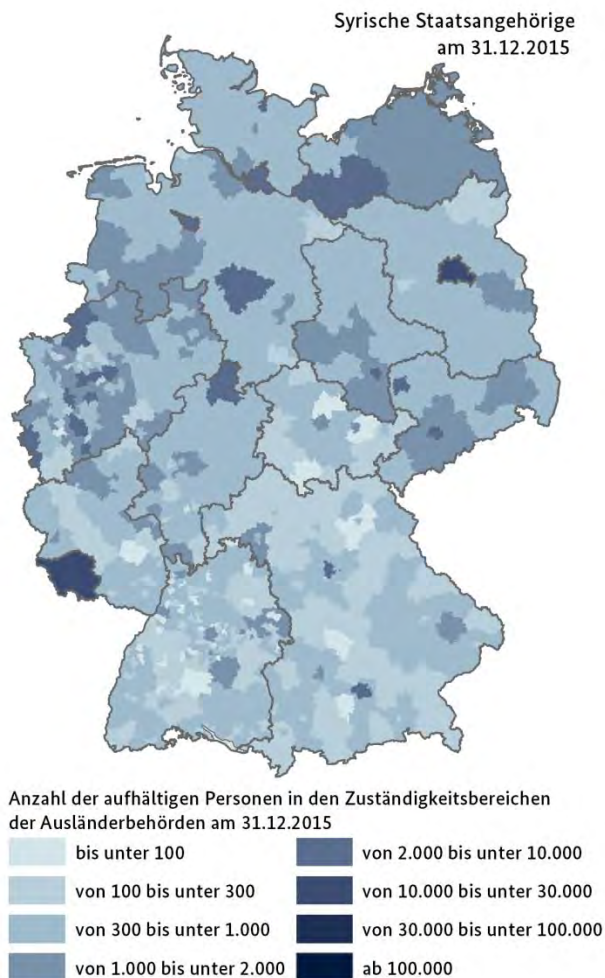 Syrische Staatsangehörige
am 31.12.2015
Anzahl der aufhältigen Personen in den Zuständigkeitsbereichen
der Ausländerbehörden am 31.12.2015
bis unter 100
von 100 bis unter 300
von 300 bis unter 1.000
von 1.000 bis unter 2.000
von 2.000 bis unter 10.000
von 10.000 bis unter 30.000
von 30.000 bis unter 100.000
ab 100.000